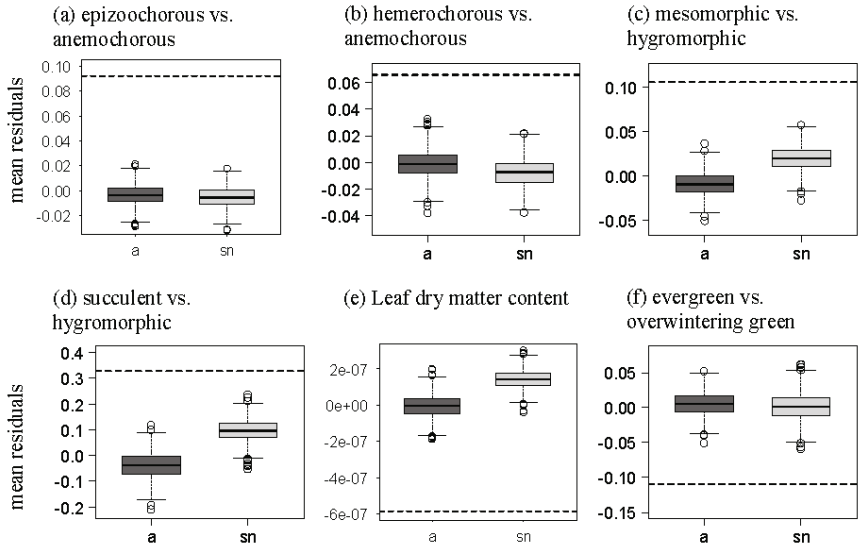 (a) epizoochorous vs.
anemochorous
(b) hemerochorous vs.
anemochorous
(c) mesomorphic vs.
hygromorphic
mean residuals
0.10
0.08
0.06
0.04
0.02
0.00
-0.02
a
sn
0.06
0.04
0.02
0.00
-0.02
-0.04
a
sn
0.10
0.05
0.00
-0.05
a
sn
(d) succulent vs.
hygromorphic
(e) Leaf dry matter content
(f) evergreen vs.
overwintering green
mean residuals
0.4
0.3
0.2
0.1
0.0
-0.1
-0.2
a
sn
2e-07
0e+00
-2e-07
-4e-07
-6e-07
a
sn
0.05
0.00
-0.05
-0.10
-0.15
a
sn